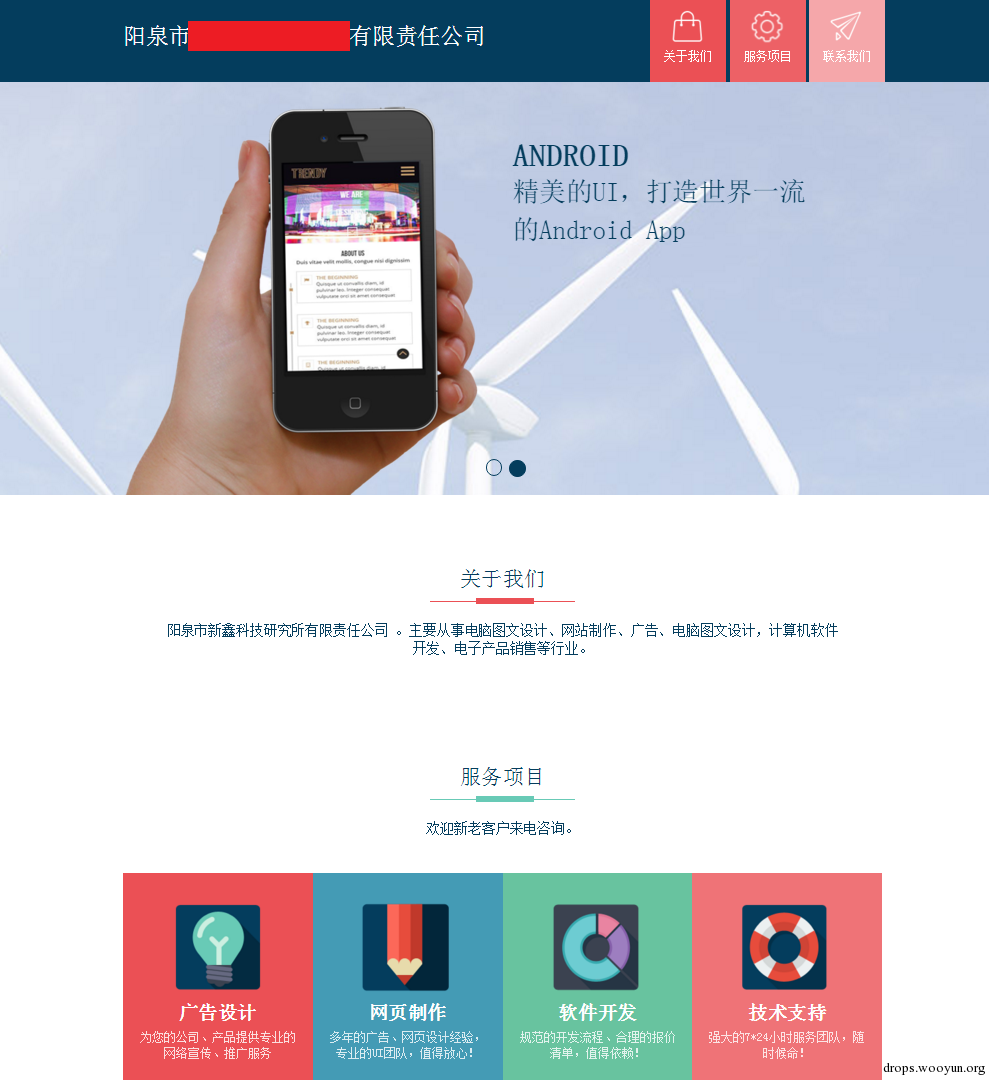 阳泉市
有限责任公司
关于我们
服务项目
联系我们
ANDROID
精美的UI，打造世界一流
的Android App
TRENDY
WE ARE
ABOUT US
Duis vitae velit mollis, congue nisi dignissim
THE BEGINNING
Quisque ut convallis diam, id
pulvinar leo. Integer consequat
vulputate orci sit amet consequat
THE BEGINNING
Quisque ut convallis diam, id
pulvinar leo. Integer consequat
vulputate orci sit amet consequat
THE BEGINNING
Quisque ut convallis diam, id
关于我们
阳泉市新鑫科技研究所有限责任公司 。主要从事电脑图文设计、网站制作、广告、电脑图文设计，计算机软件
开发、电子产品销售等行业。
服务项目
欢迎新老客户来电咨询。
广告设计
为您的公司、产品提供专业的
网络宣传、推广服务
网页制作
多年的广告、网页设计经验，
专业的UI团队，值得放心！
软件开发
规范的开发流程、合理的报价
清单，值得依赖！
技术支持
强大的7*24小时服务团队，随
时候命！
drops.wooyun.org